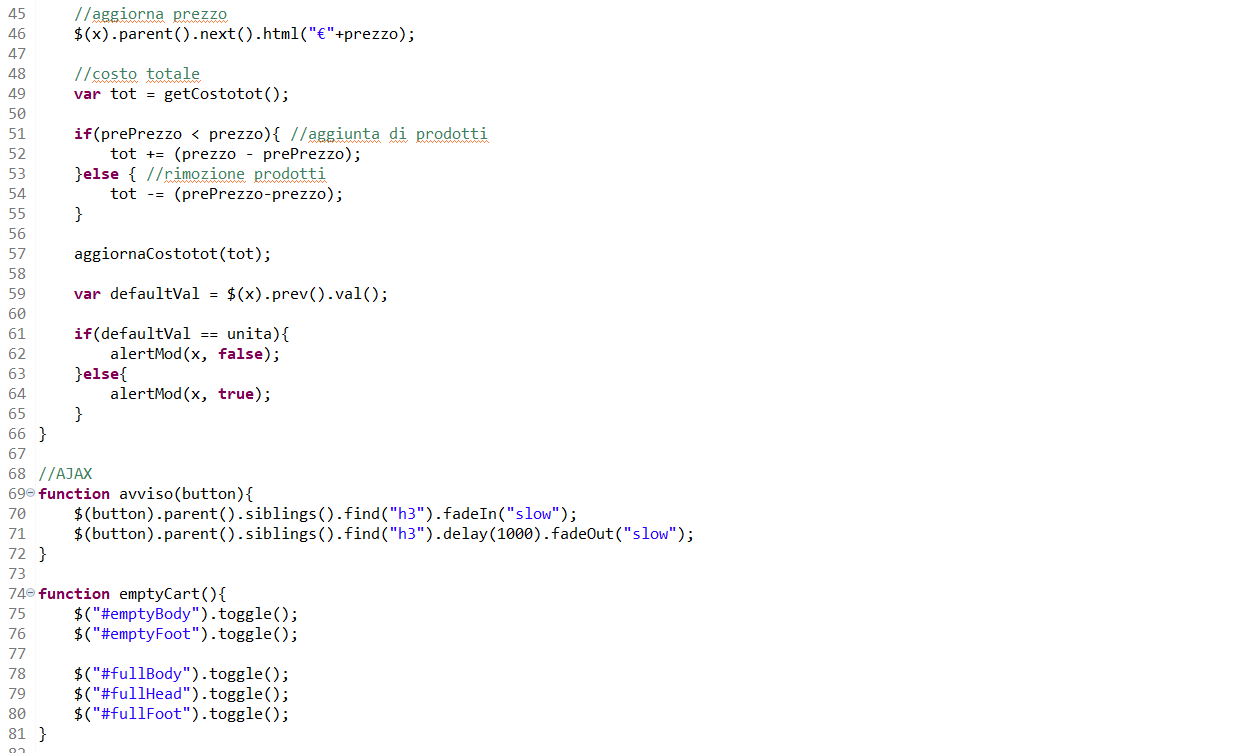 45 //aggiorna prezzo
46 $(x).parent().next().html("€"+prezzo);
47
48 //costo totale
49 var tot = getCostotot();
50
51 if(prePrezzo < prezzo){ //aggiunta di prodotti
52 tot += (prezzo - prePrezzo);
53 }else { //rimozione prodotti
54 tot -= (prePrezzo-prezzo);
55 }
56
57 aggiornaCostotot(tot);
58
59 var defaultVal = $(x).prev().val();
60
61 if(defaultVal == unita){
62 alertMod(x, false);
63 }else{
64 alertMod(x, true);
65 }
66 }
67
68 //AJAX
69 function avviso(button){
70 $(button).parent().siblings().find("h3").fadeIn("slow");
71 $(button).parent().siblings().find("h3").delay(1000).fadeOut("slow");
72 }
73
74 function emptyCart(){
75 $("#emptyBody").toggle();
76 $("#emptyFoot").toggle();
77
78 $("#fullBody").toggle();
79 $("#fullHead").toggle();
80 $("#fullFoot").toggle();
81 }
82